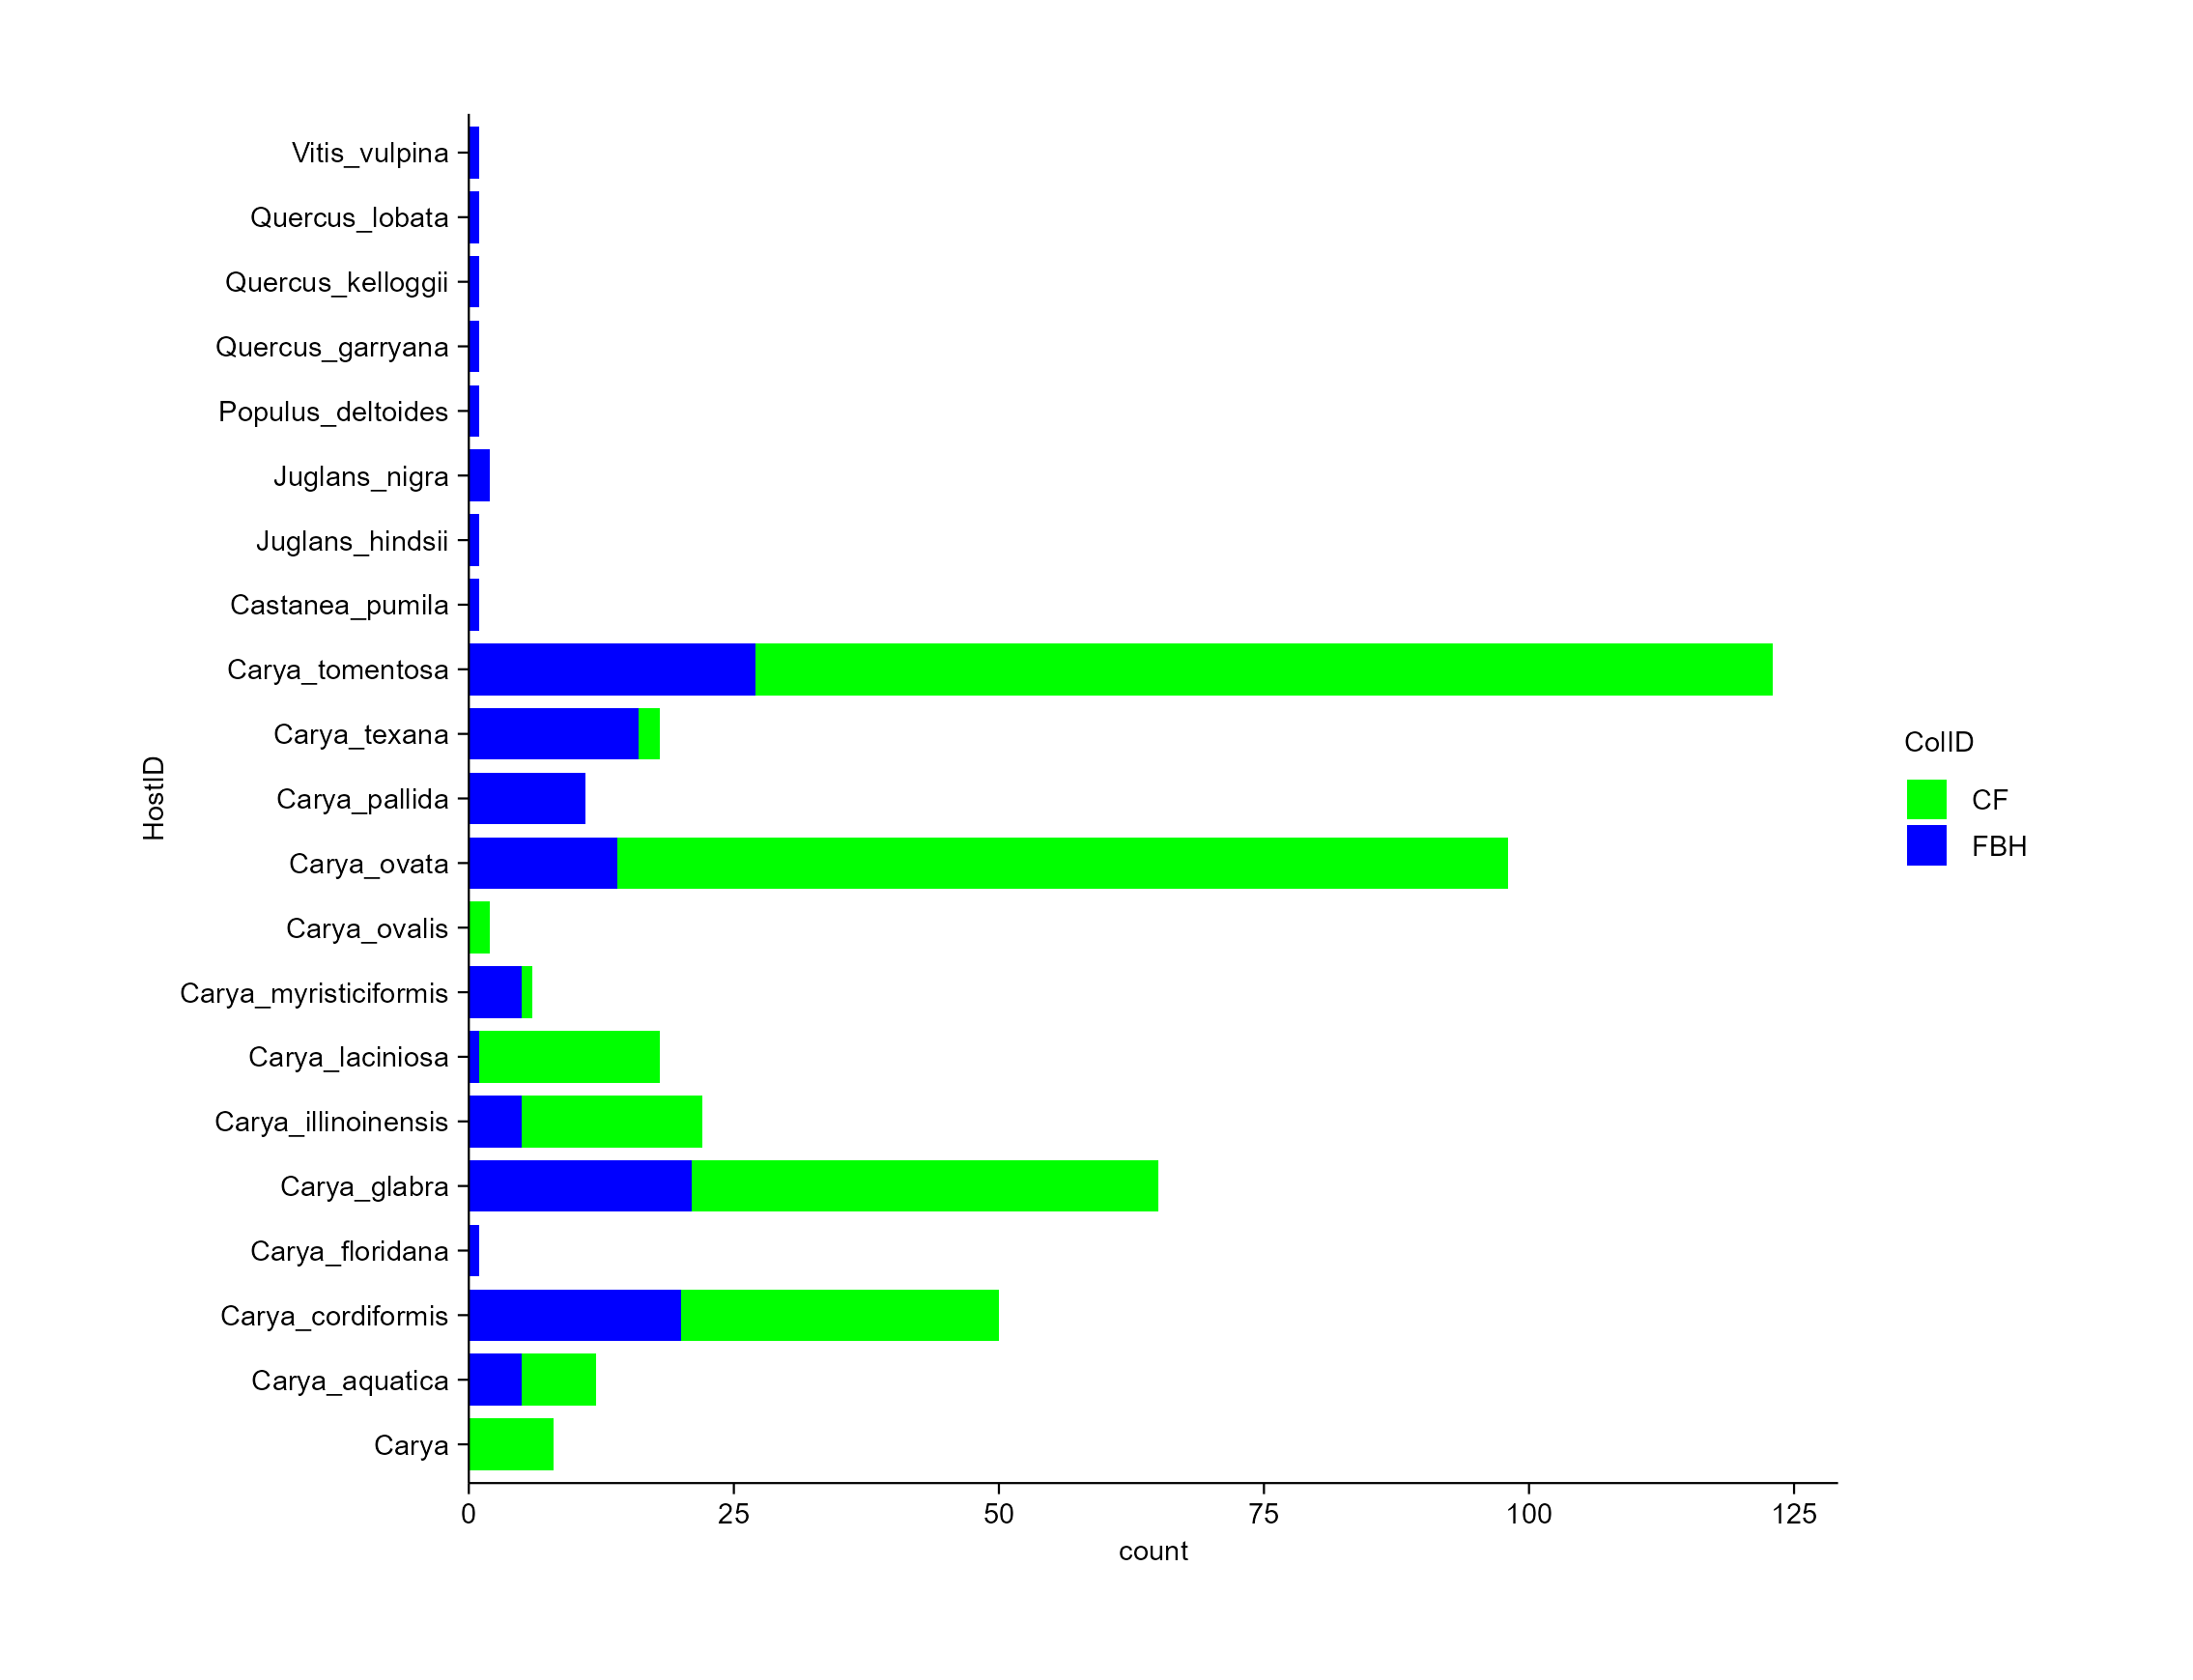 Vitis_vulpina
Quercus_lobata
Quercus_kelloggii
Quercus_garryana
Populus_deltoides
Juglans_nigra
Juglans_hindsii
Castanea_pumila
Carya_tomentosa
Carya_texana
Carya_pallida
Carya_ovata
Carya_ovalis
Carya_myristiciformis
Carya_laciniosa
Carya_illinoinensis
Carya_glabra
Carya_floridana
Carya_cordiformis
Carya_aquatica
Carya
HostID
0 25 50 75 100 125
count
ColID
CF
FBH